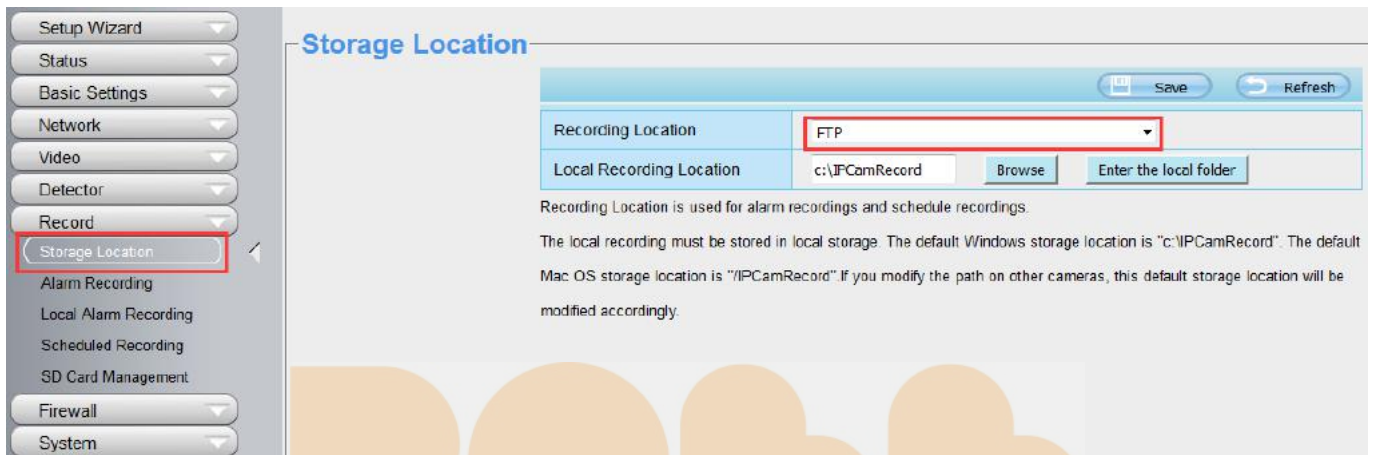 Setup Wizard
Status
Basic Settings
Network
Video
Detector
Record
Storage Location
Alarm Recording
Local Alarm Recording
Scheduled Recording
SD Card Management
Firewall
System
Storage Location
Save Refresh
Recording Location FTP
Local Recording Location c:\IPCamRecord Browse Enter the local folder
Recording Location is used for alarm recordings and schedule recordings.
The local recording must be stored in local storage. The default Windows storage location is "c:\IPCamRecord". The default
Mac OS storage location is "/IPCamRecord".If you modify the path on other cameras, this default storage location will be
modified accordingly.